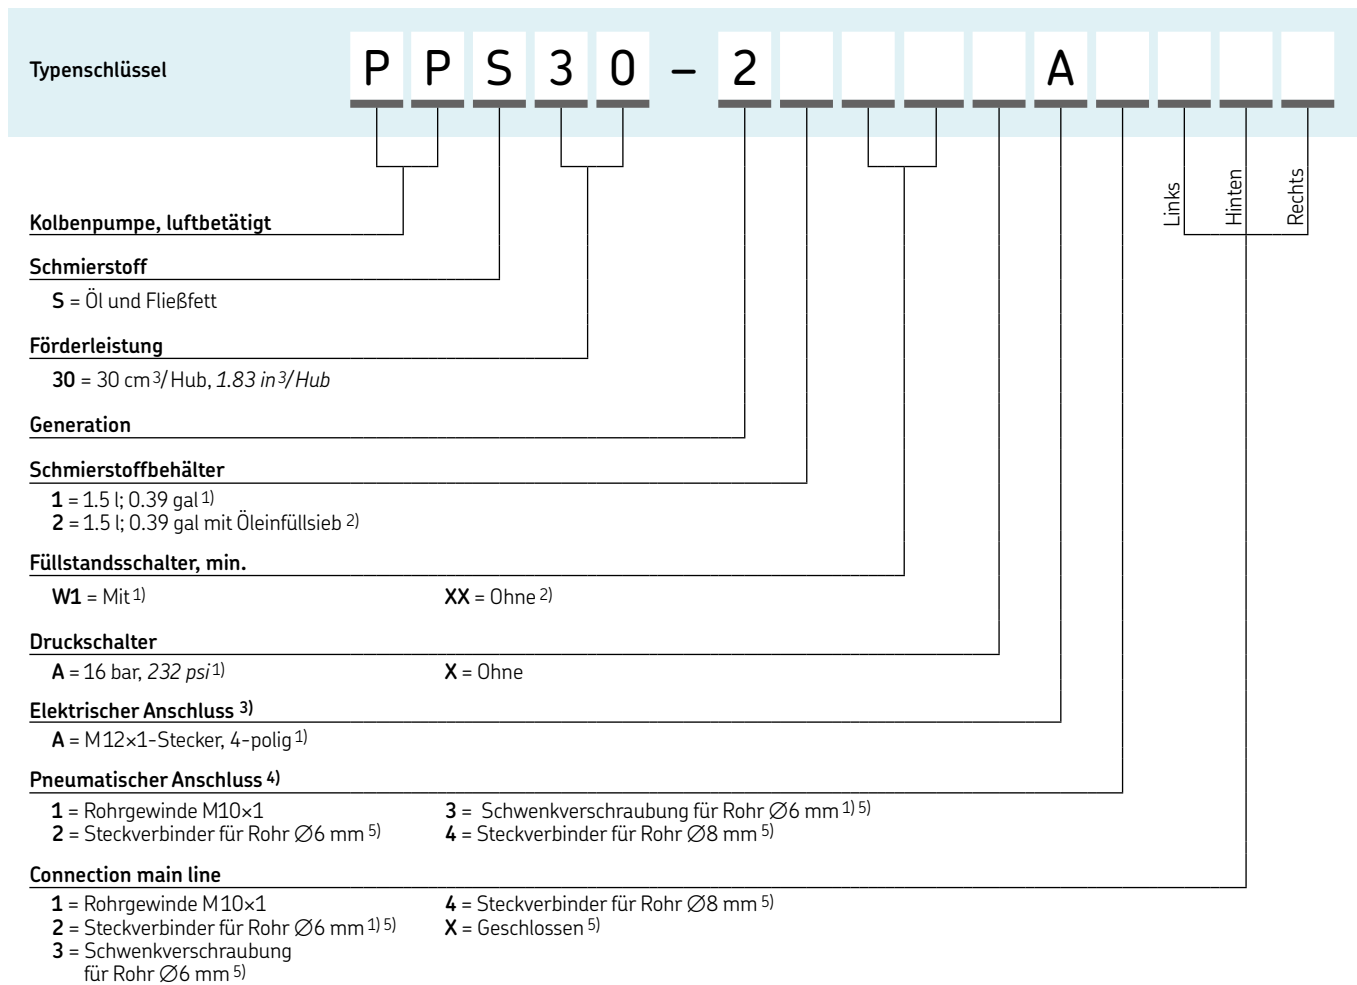 Typenschlüssel P P S 3 0 – 2 A
Links Hinten Rechts
Kolbenpumpe, luftbetätigt
Schmierstoff
S = Öl und Fließfett
Förderleistung
30 = 30 cm³/Hub, 1.83 in³/Hub
Generation
Schmierstoffbehälter
1 = 1.5 l; 0.39 gal 1)
2 = 1.5 l; 0.39 gal mit Öleinfüllsieb 2)
Füllstandsschalter, min.
W1 = Mit 1) XX = Ohne 2)
Druckschalter
A = 16 bar, 232 psi 1) X = Ohne
Elektrischer Anschluss 3)
A = M12×1-Stecker, 4-polig 1)
Pneumatischer Anschluss 4)
1 = Rohrgewinde M10×1 3 = Schwenkverschraubung für Rohr Ø6 mm 1) 5)
2 = Steckverbinder für Rohr Ø6 mm 5) 4 = Steckverbinder für Rohr Ø8 mm 5)
Connection main line
1 = Rohrgewinde M10×1 4 = Steckverbinder für Rohr Ø8 mm 5)
2 = Steckverbinder für Rohr Ø6 mm 1) 5) X = Geschlossen 5)
3 = Schwenkverschraubung
für Rohr Ø6 mm 5)